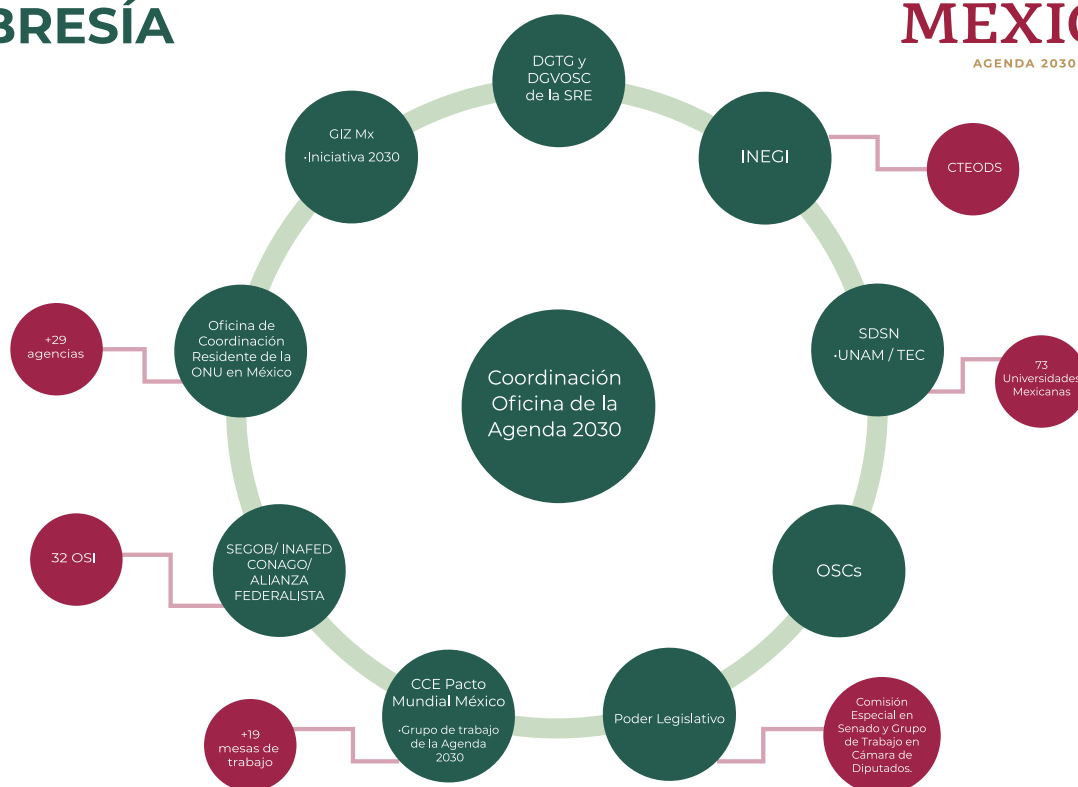 BRESÍA
MEXIC
AGENDA 2030
DGTG y
DGVOSC
de la SRE
GIZ Mx
•Iniciativa 2030
INEGI
CTEODS
Oficina de
Coordinación
Residente de la
ONU en México
+29
agencias
SDSN
•UNAM / TEC
73
Universidades
Mexicanas
Coordinación
Oficina de la
Agenda 2030
SEGOB/ INAFED
CONAGO/
ALIANZA
FEDERALISTA
32 OSI
OSCs
CCE Pacto
Mundial México
•Grupo de trabajo
de la Agenda
2030
+19
mesas de
trabajo
Poder Legislativo
Comisión
Especial en
Senado y Grupo
de Trabajo en
Cámara de
Diputados.